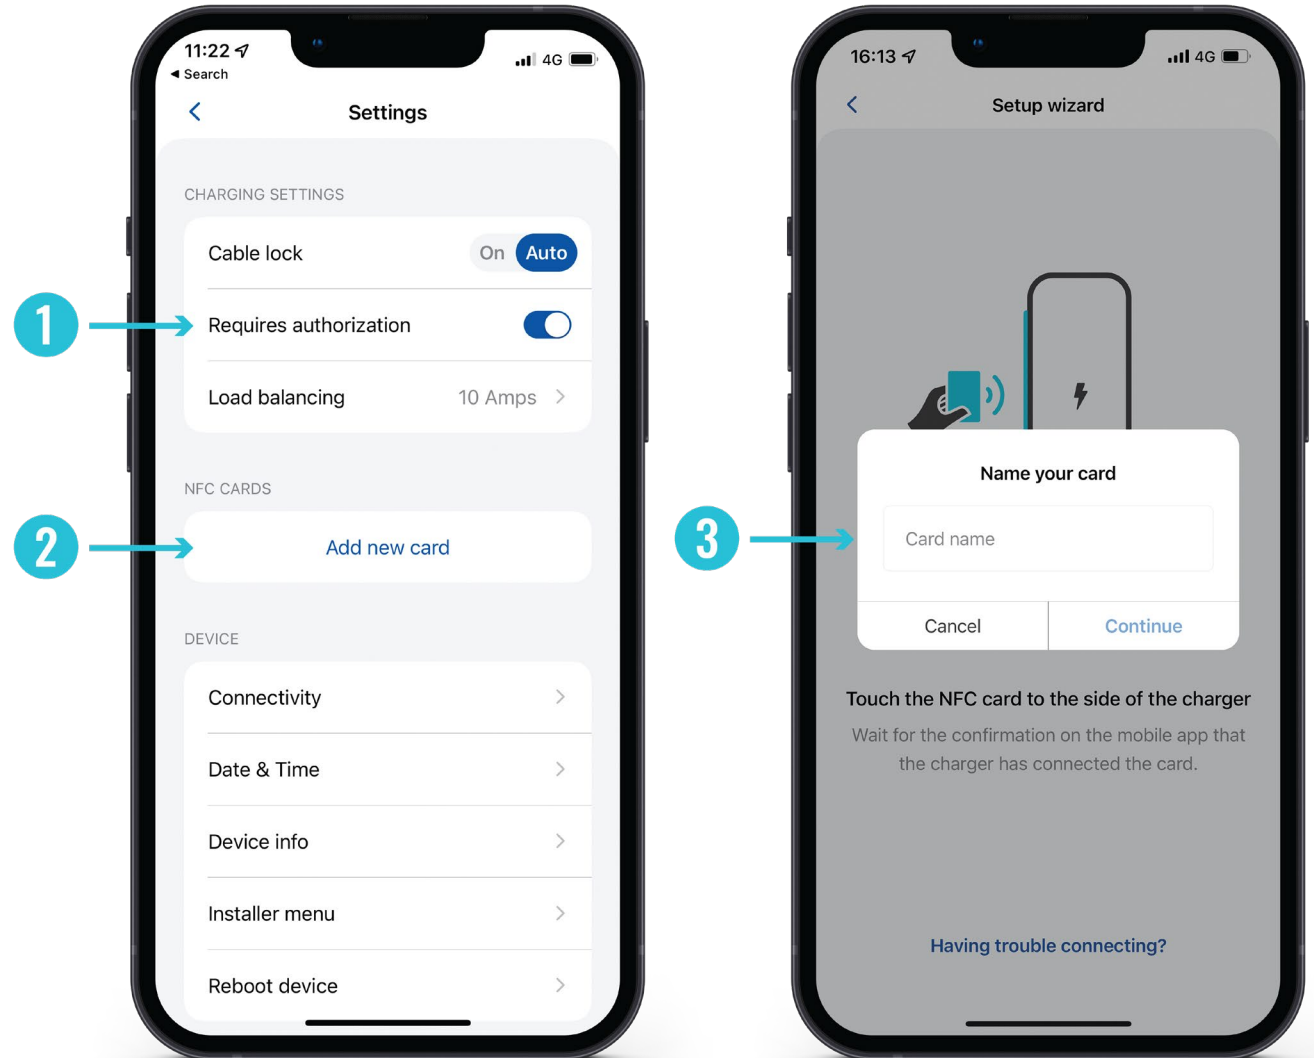 11:22
4G
◀ Search
Settings
CHARGING SETTINGS
Cable lock
On Auto
1
Requires authorization
Load balancing
10 Amps
NFC CARDS
2
Add new card
DEVICE
Connectivity
Date & Time
Device info
Installer menu
Reboot device
16:13
4G
Setup wizard
3
Name your card
Card name
Cancel
Continue
Touch the NFC card to the side of the charger
Wait for the confirmation on the mobile app that
the charger has connected the card.
Having trouble connecting?